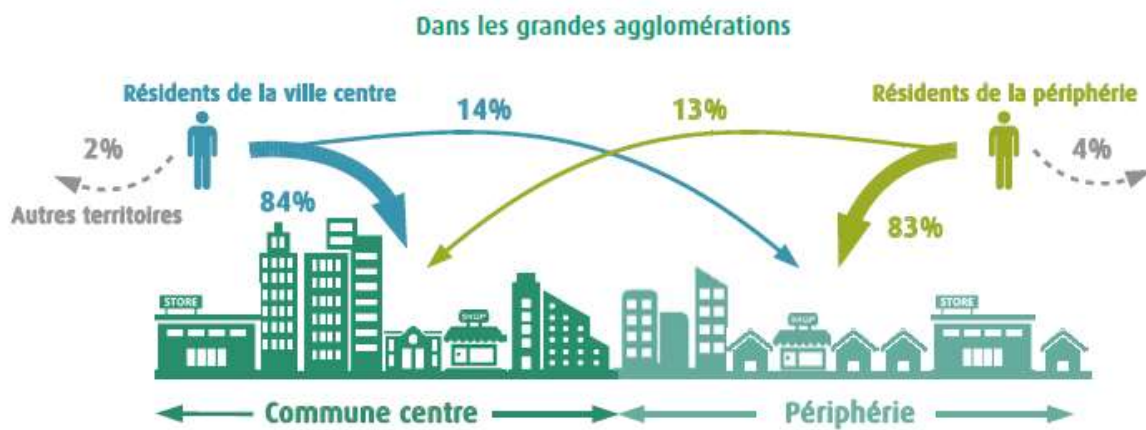 Dans les grandes agglomérations
Résidents de la ville centre
14%
13%
Résidents de la périphérie
2%
4%
Autres territoires
84%
83%
STORE
SHOP
SHOP
STORE
Commune centre
Périphérie